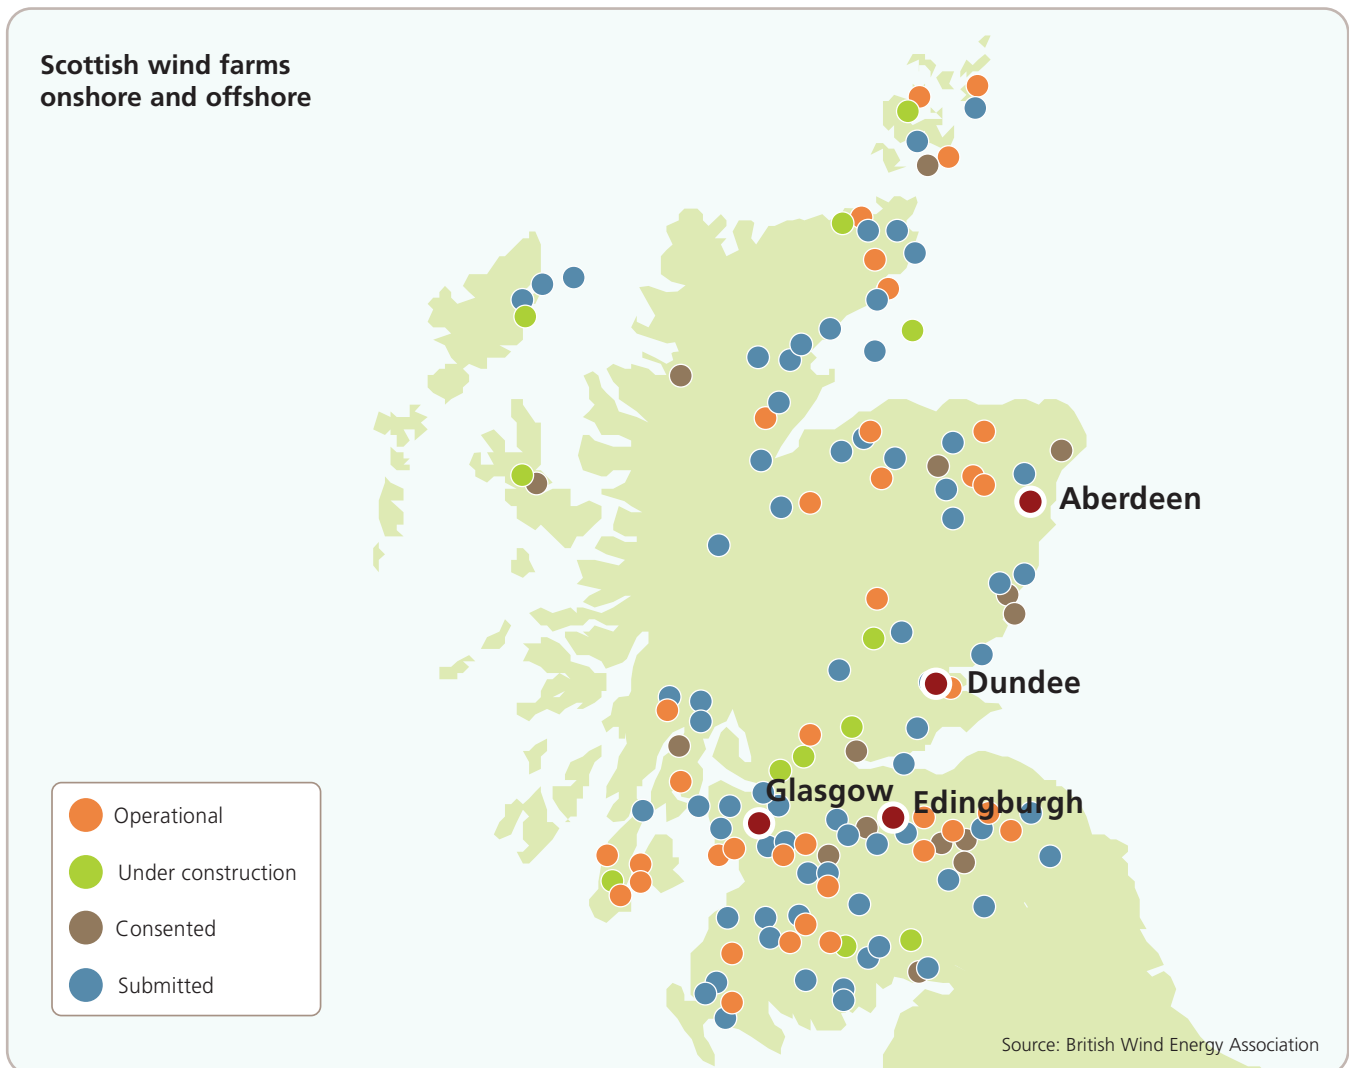 Scottish wind farms
onshore and offshore
Aberdeen
Dundee
Glasgow
Edingburgh
Operational
Under construction
Consented
Submitted
Source: British Wind Energy Association